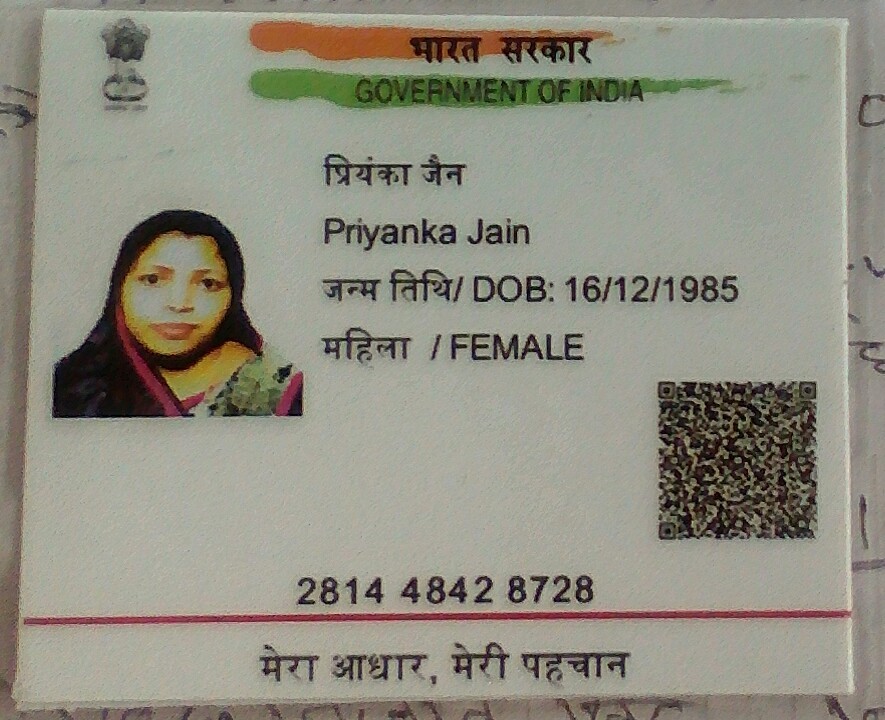 भारत सरकार
GOVERNMENT OF INDIA
प्रियंका जैन
Priyanka Jain
जन्म तिथि/ DOB: 16/12/1985
महिला / FEMALE
2814 4842 8728
मेरा आधार, मेरी पहचान